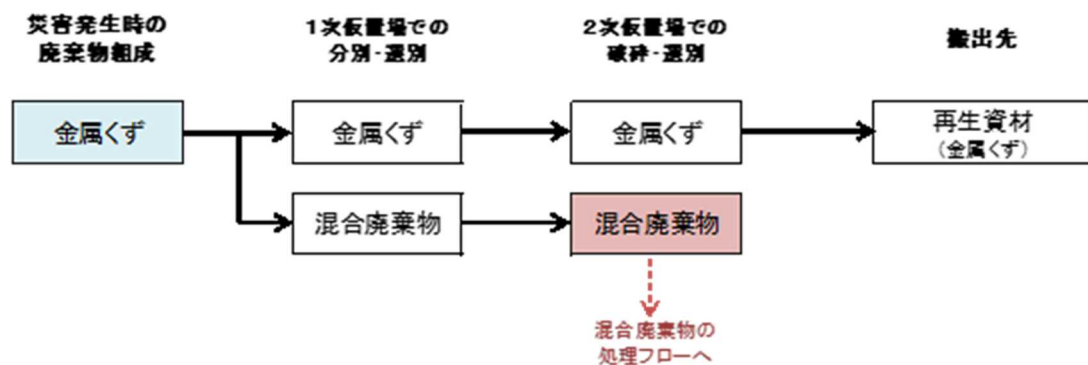 災害発生時の
廃棄物組成
1次仮置場での
分別・選別
2次仮置場での
破砕・選別
搬出先
金属くず
金属くず
金属くず
再生資材
(金属くず)
混合廃棄物
混合廃棄物
混合廃棄物の
処理フローへ